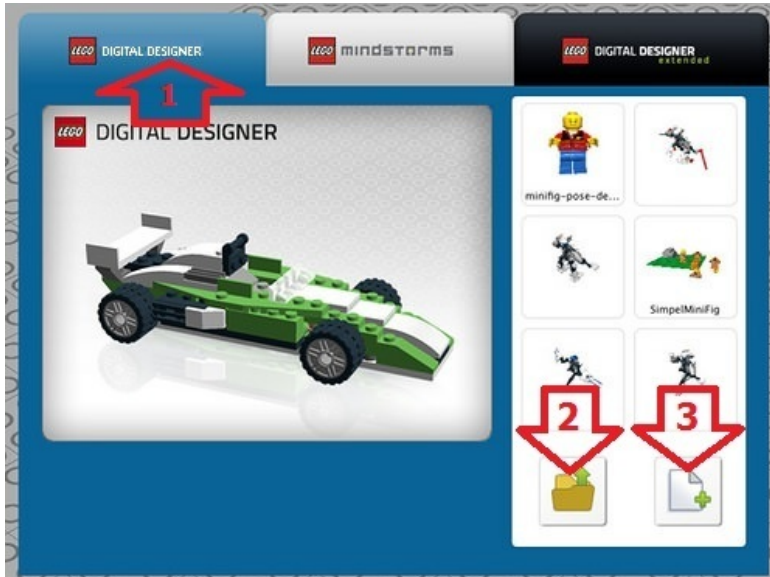 LEGO DIGITAL DESIGNER
LEGO mindstorms
LEGO DIGITAL DESIGNER
extended
1
LEGO DIGITAL DESIGNER
minifig-pose-de...
SimpelMiniFig
2
3